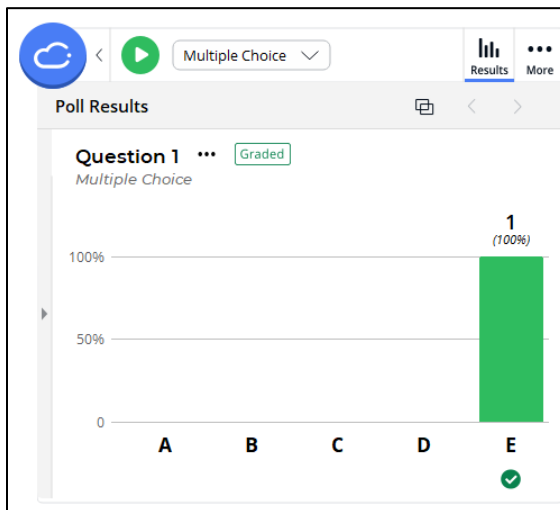 Multiple Choice
Results
More
Poll Results
Question 1 ••• Graded
Multiple Choice
1
(100%)
100%
50%
0
A B C D E